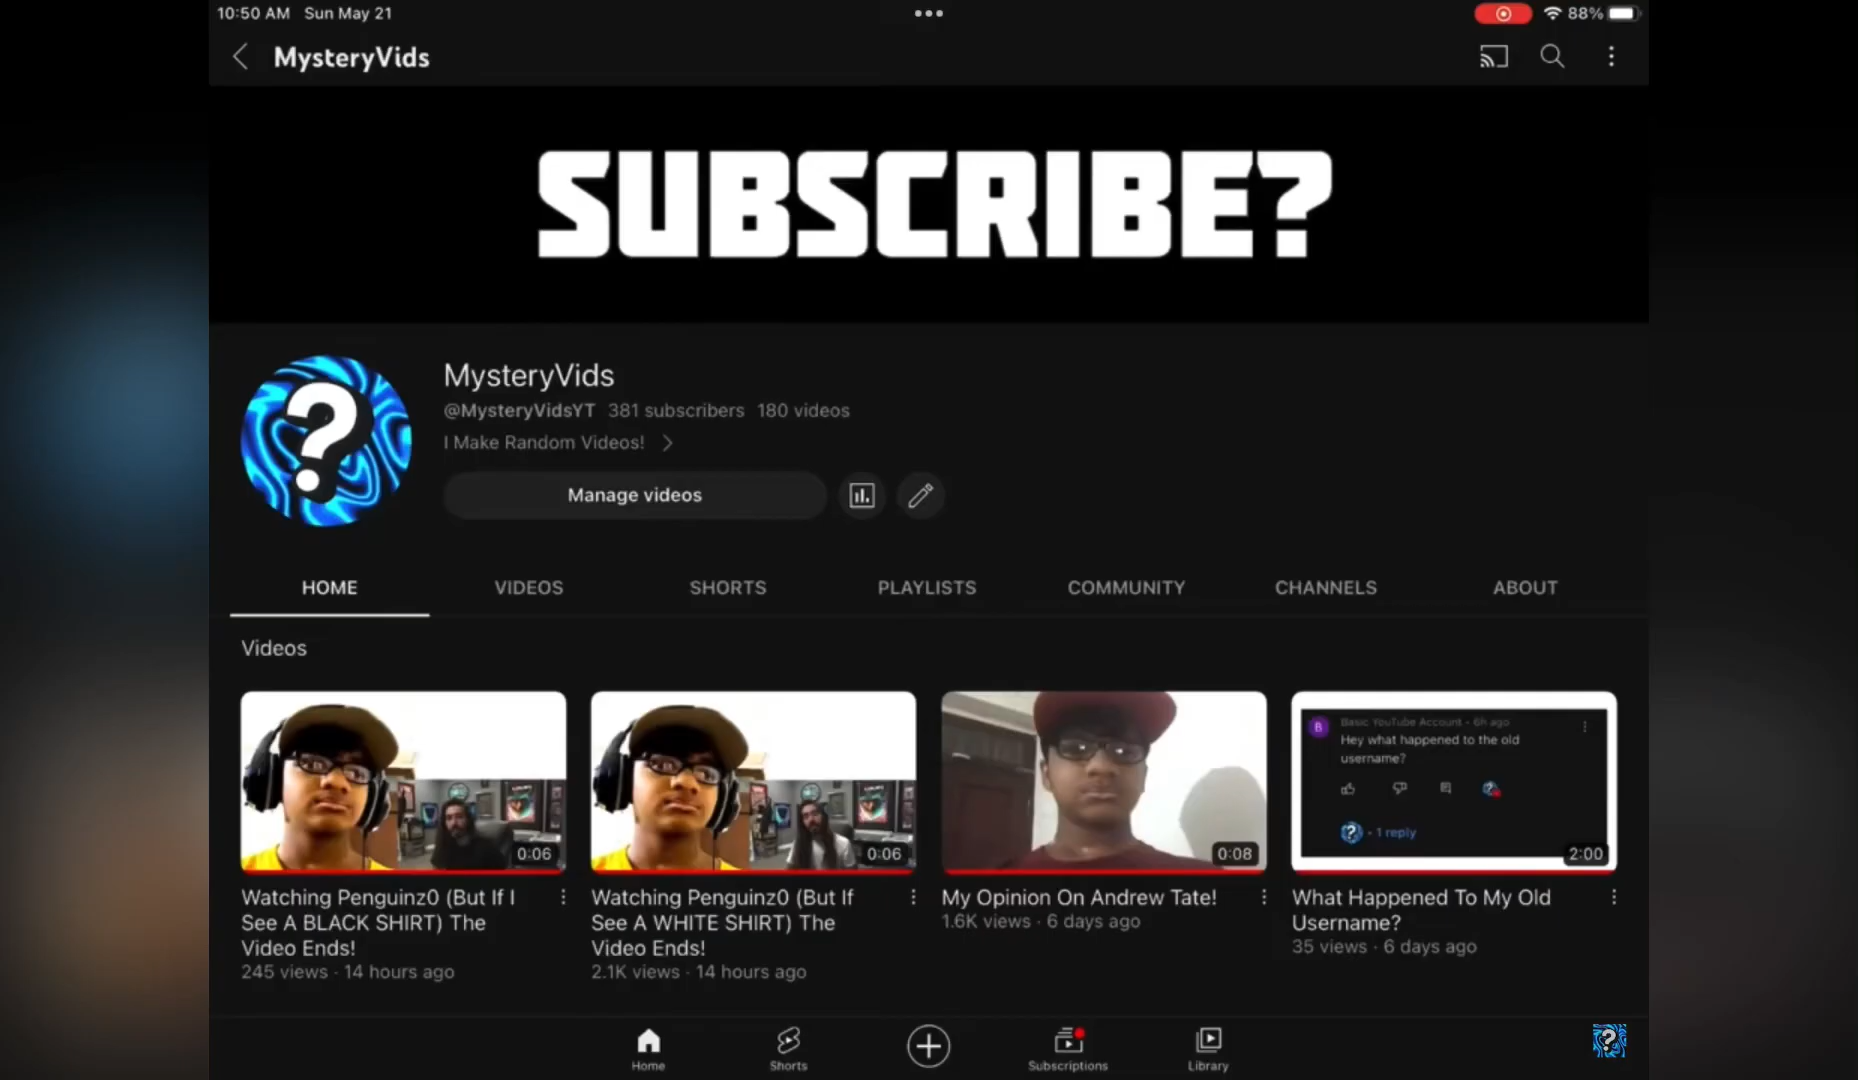 10:50 AM Sun May 21
88%
MysteryVids
SUBSCRIBE?
?
MysteryVids
@MysteryVidsYT 381 subscribers 180 videos
I Make Random Videos!
Manage videos
HOME VIDEOS SHORTS PLAYLISTS COMMUNITY CHANNELS ABOUT
Videos
0:06
Watching Penguinz0 (But If I
See A BLACK SHIRT) The
Video Ends!
245 views · 14 hours ago
0:06
Watching Penguinz0 (But If
See A WHITE SHIRT) The
Video Ends!
2.1K views · 14 hours ago
0:08
My Opinion On Andrew Tate!
1.6K views · 6 days ago
B
Basic YouTube Account • 6h ago
Hey what happened to the old
username?
? • 1 reply
2:00
What Happened To My Old
Username?
35 views · 6 days ago
Home Shorts Subscriptions Library
?